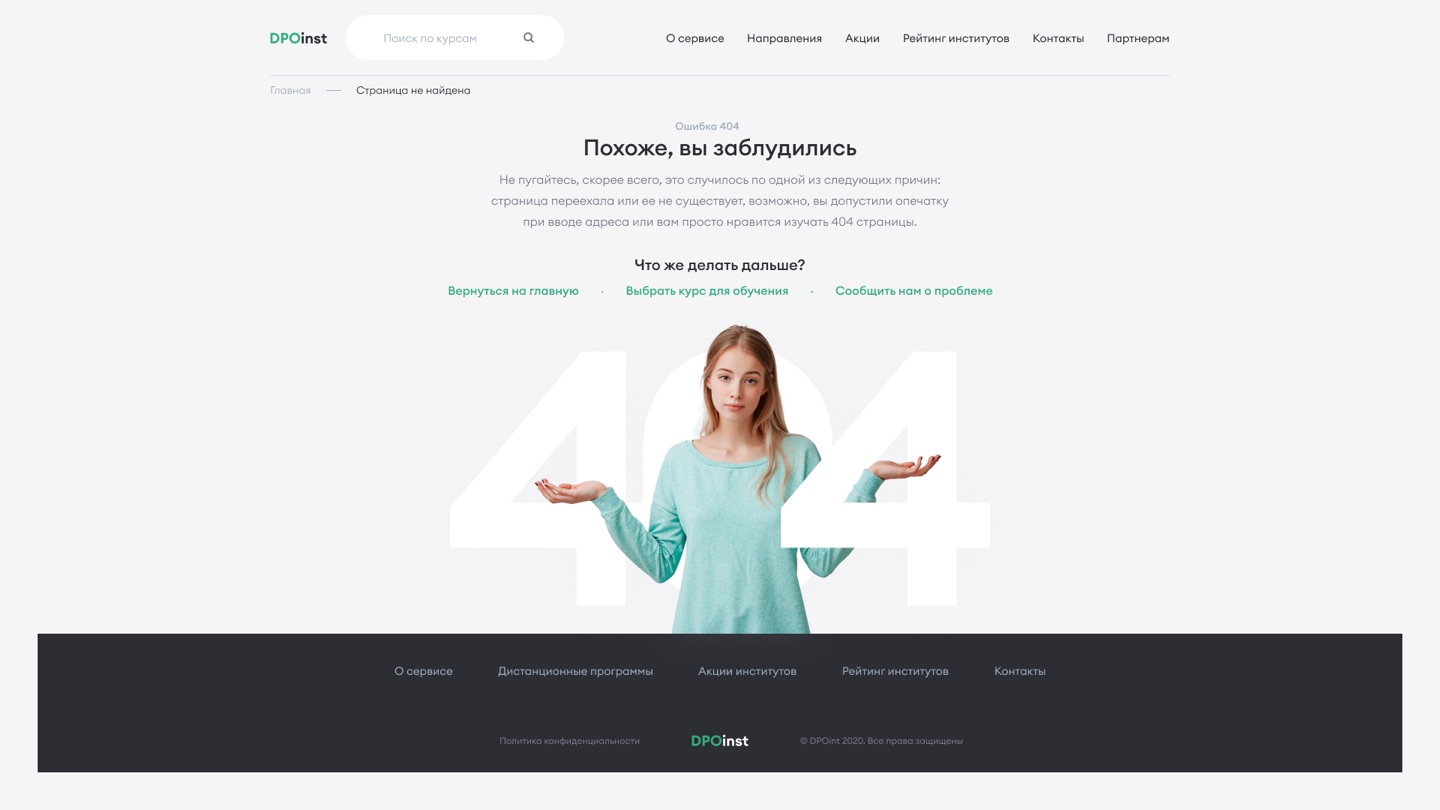 DPOinst
Поиск по курсам
О сервисе
Направления
Акции
Рейтинг институтов
Контакты
Партнерам
Главная — Страница не найдена
Ошибка 404
Похоже, вы заблудились
Не пугайтесь, скорее всего, это случилось по одной из следующих причин:
страница переехала или ее не существует, возможно, вы допустили опечатку
при вводе адреса или вам просто нравится изучать 404 страницы.
Что же делать дальше?
Вернуться на главную · Выбрать курс для обучения · Сообщить нам о проблеме
404
О сервисе
Дистанционные программы
Акции институтов
Рейтинг институтов
Контакты
Политика конфиденциальности
DPOinst
© DPOint 2020. Все права защищены